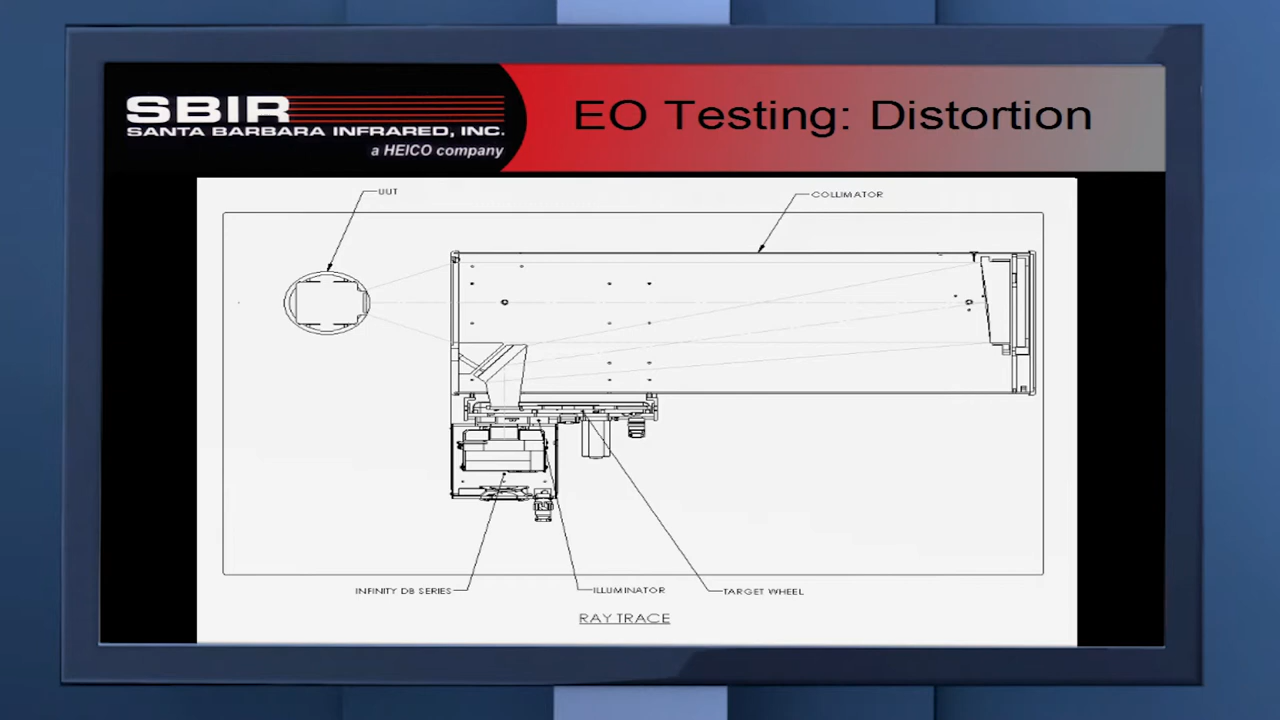 SBIR
SANTA BARBARA INFRARED, INC.
a HEICO company
EO Testing: Distortion
UUT
COLLIMATOR
INFINITY DB SERIES
ILLUMINATOR
TARGET WHEEL
RAY TRACE